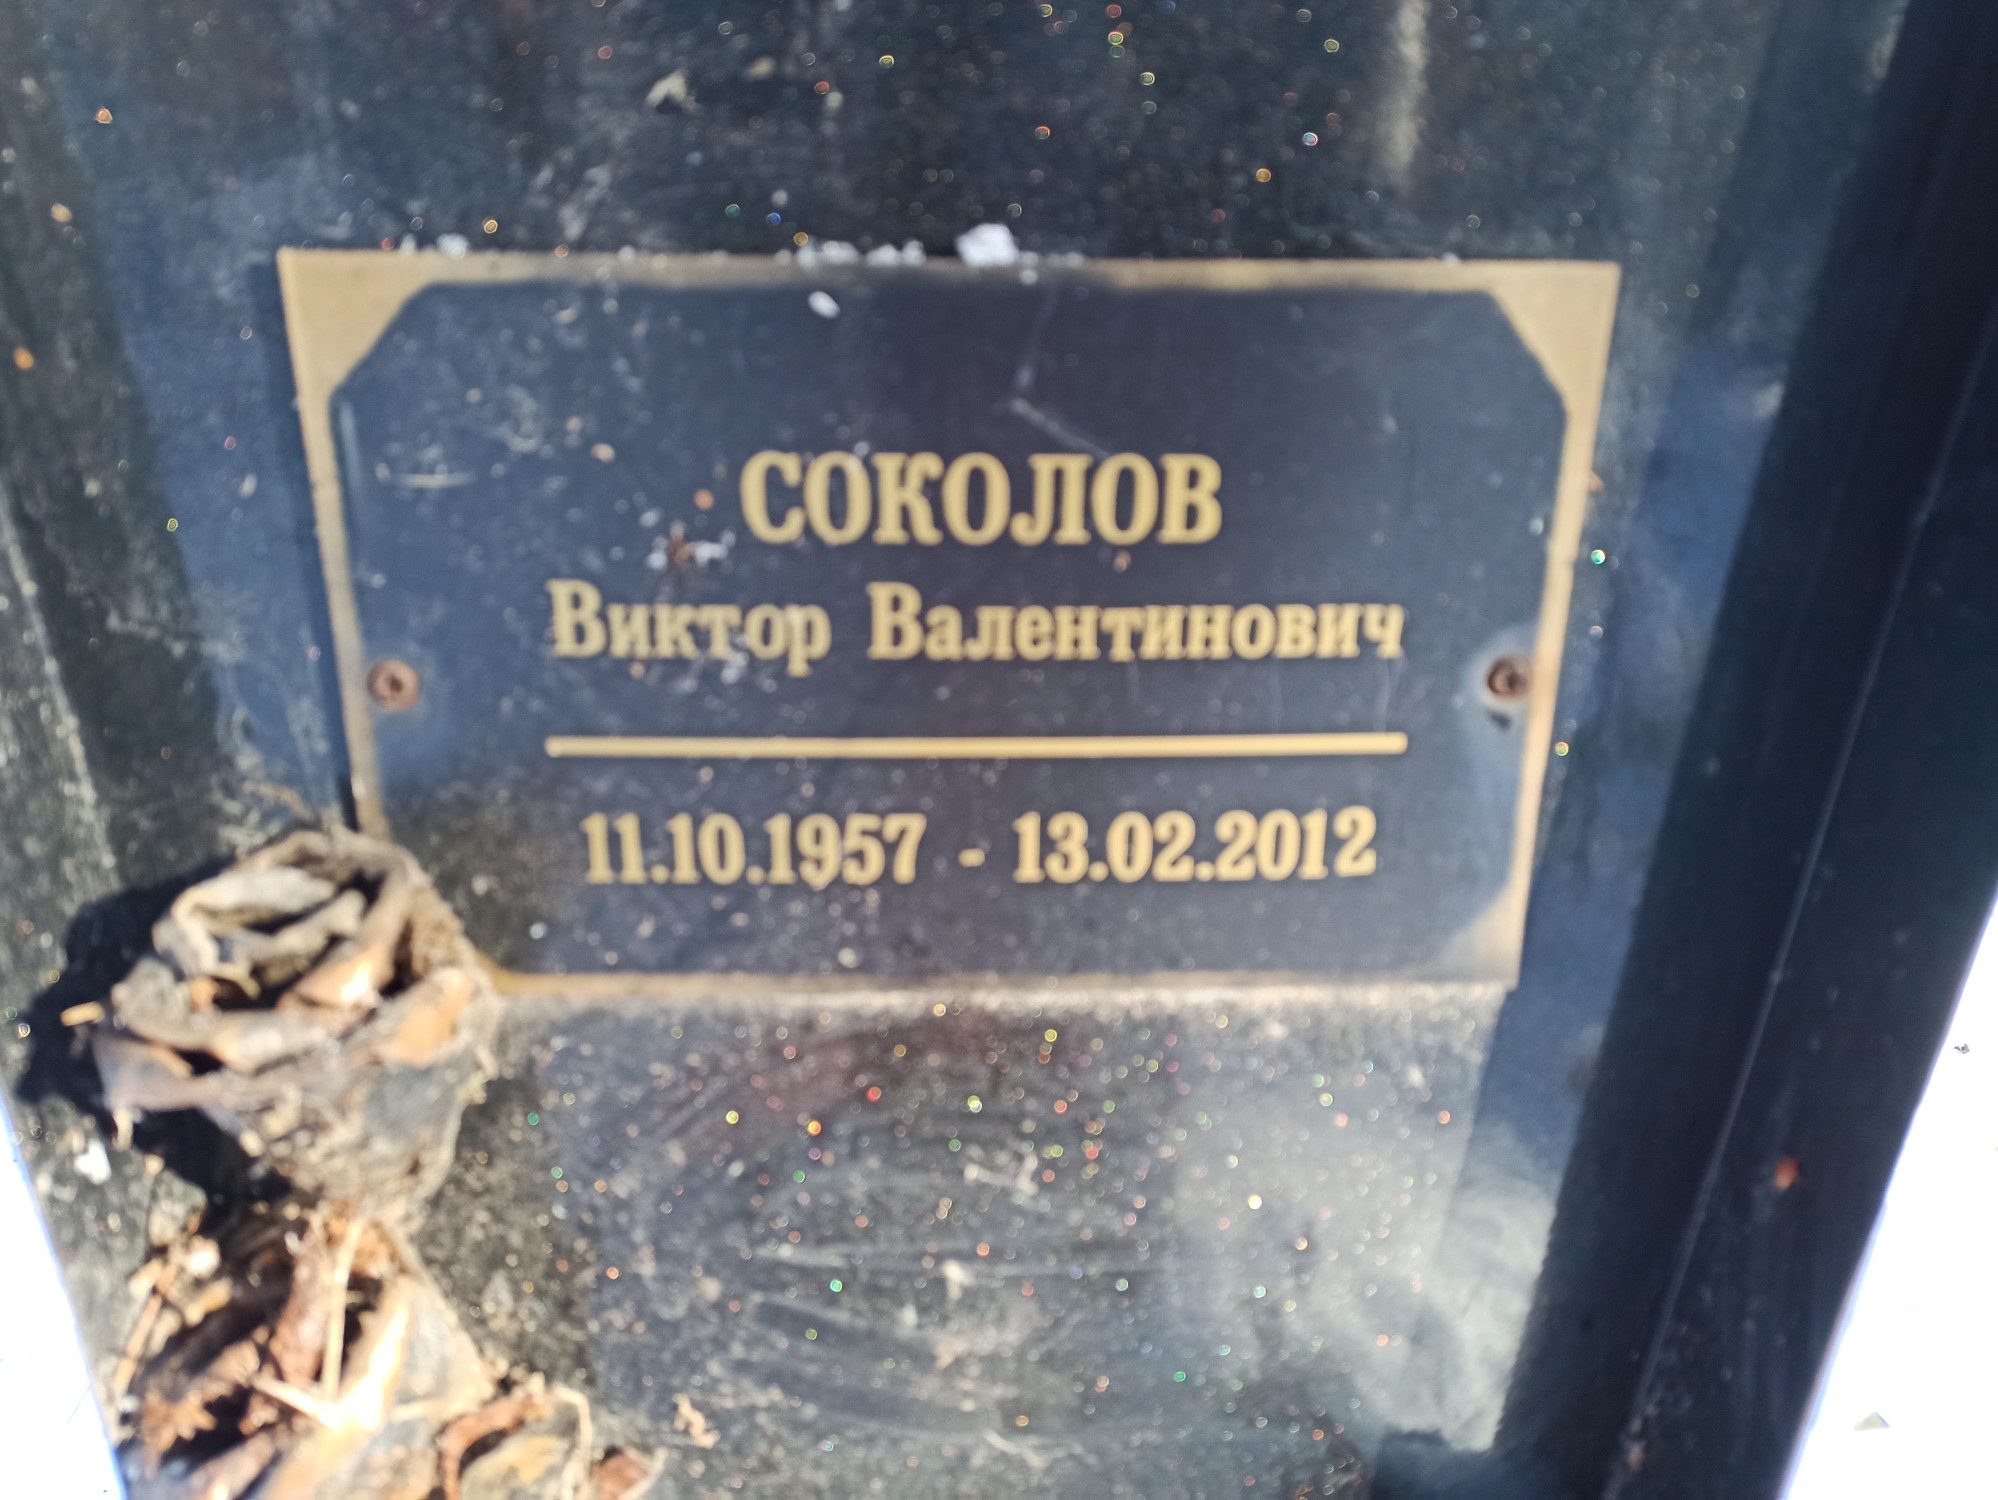 СОКОЛОВ
Виктор Валентинович
11.10.1957 - 13.02.2012